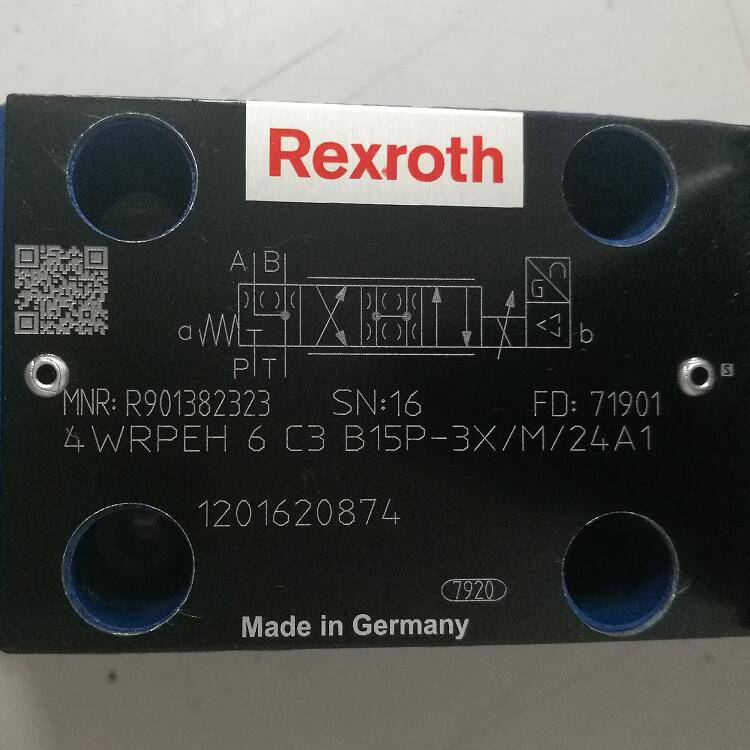 Rexroth
A B
G
a
b
T
P T
MNR: R901382323 SN:16 FD: 71901
4WRPEH 6 C3 B15P-3X/M/24A1
1201620874
7920
Made in Germany
S